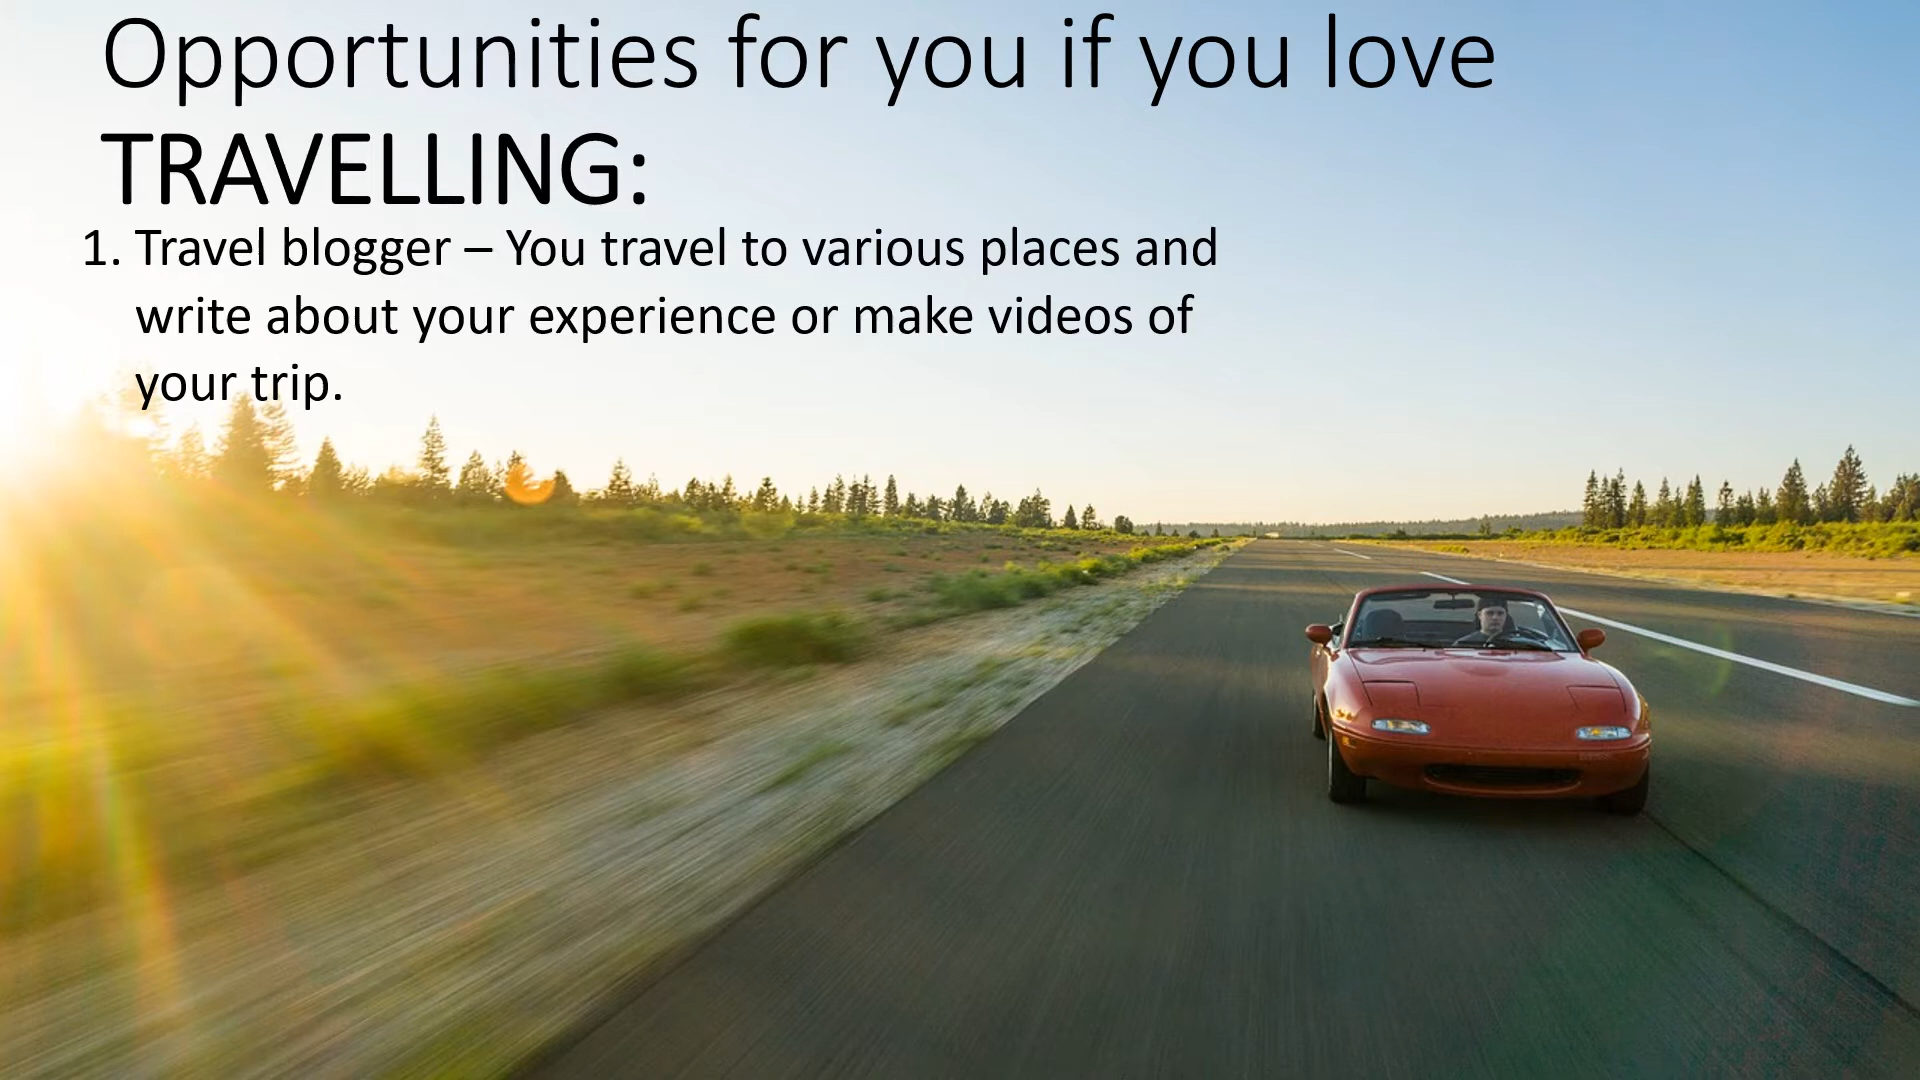 Opportunities for you if you love
TRAVELLING:
1. Travel blogger – You travel to various places and
write about your experience or make videos of
your trip.